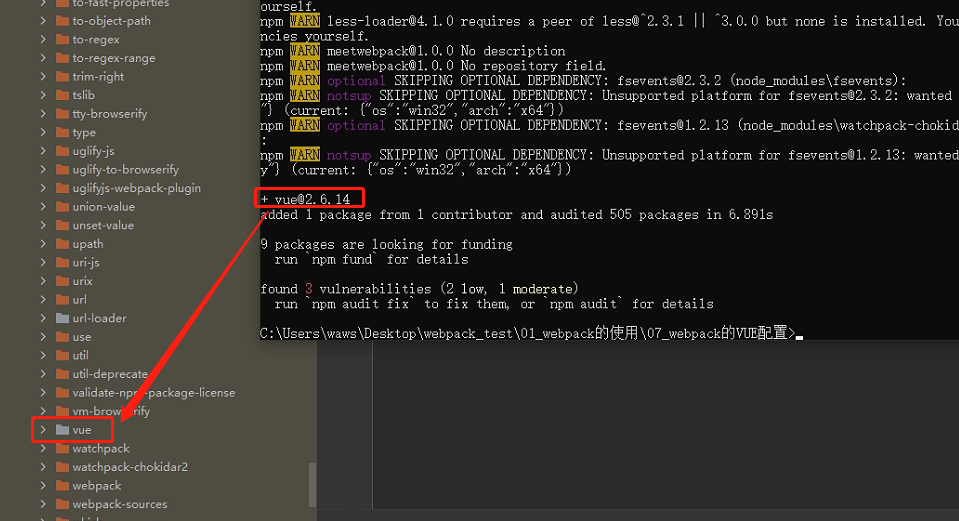 to-fast-properties
to-object-path
to-regex
to-regex-range
trim-right
tslib
tty-browserify
type
uglify-js
uglify-to-browserify
uglifyjs-webpack-plugin
union-value
unset-value
upath
uri-js
urix
url
url-loader
use
util
util-deprecate
validate-npm-package-license
vm-browserify
vue
watchpack
watchpack-chokidar2
webpack
webpack-sources
ourself.
npm WARN less-loader@4.1.0 requires a peer of less@^2.3.1 || ^3.0.0 but none is installed. You
ncies yourself.
npm WARN meetwebpack@1.0.0 No description
npm WARN meetwebpack@1.0.0 No repository field.
npm WARN optional SKIPPING OPTIONAL DEPENDENCY: fsevents@2.3.2 (node_modules\fsevents):
npm WARN notsup SKIPPING OPTIONAL DEPENDENCY: Unsupported platform for fsevents@2.3.2: wanted
"} (current: {"os":"win32","arch":"x64"})
npm WARN optional SKIPPING OPTIONAL DEPENDENCY: fsevents@1.2.13 (node_modules\watchpack-chokid
:
npm WARN notsup SKIPPING OPTIONAL DEPENDENCY: Unsupported platform for fsevents@1.2.13: wanted
y"} (current: {"os":"win32","arch":"x64"})
+ vue@2.6.14
added 1 package from 1 contributor and audited 505 packages in 6.891s
9 packages are looking for funding
run `npm fund` for details
found 3 vulnerabilities (2 low, 1 moderate)
run `npm audit fix` to fix them, or `npm audit` for details
C:\Users\waws\Desktop\webpack_test\01_webpack的使用\07_webpack的VUE配置>